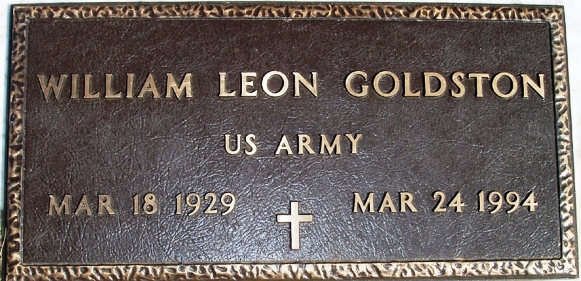 WILLIAM LEON GOLDSTON
US ARMY
MAR 18 1929 MAR 24 1994